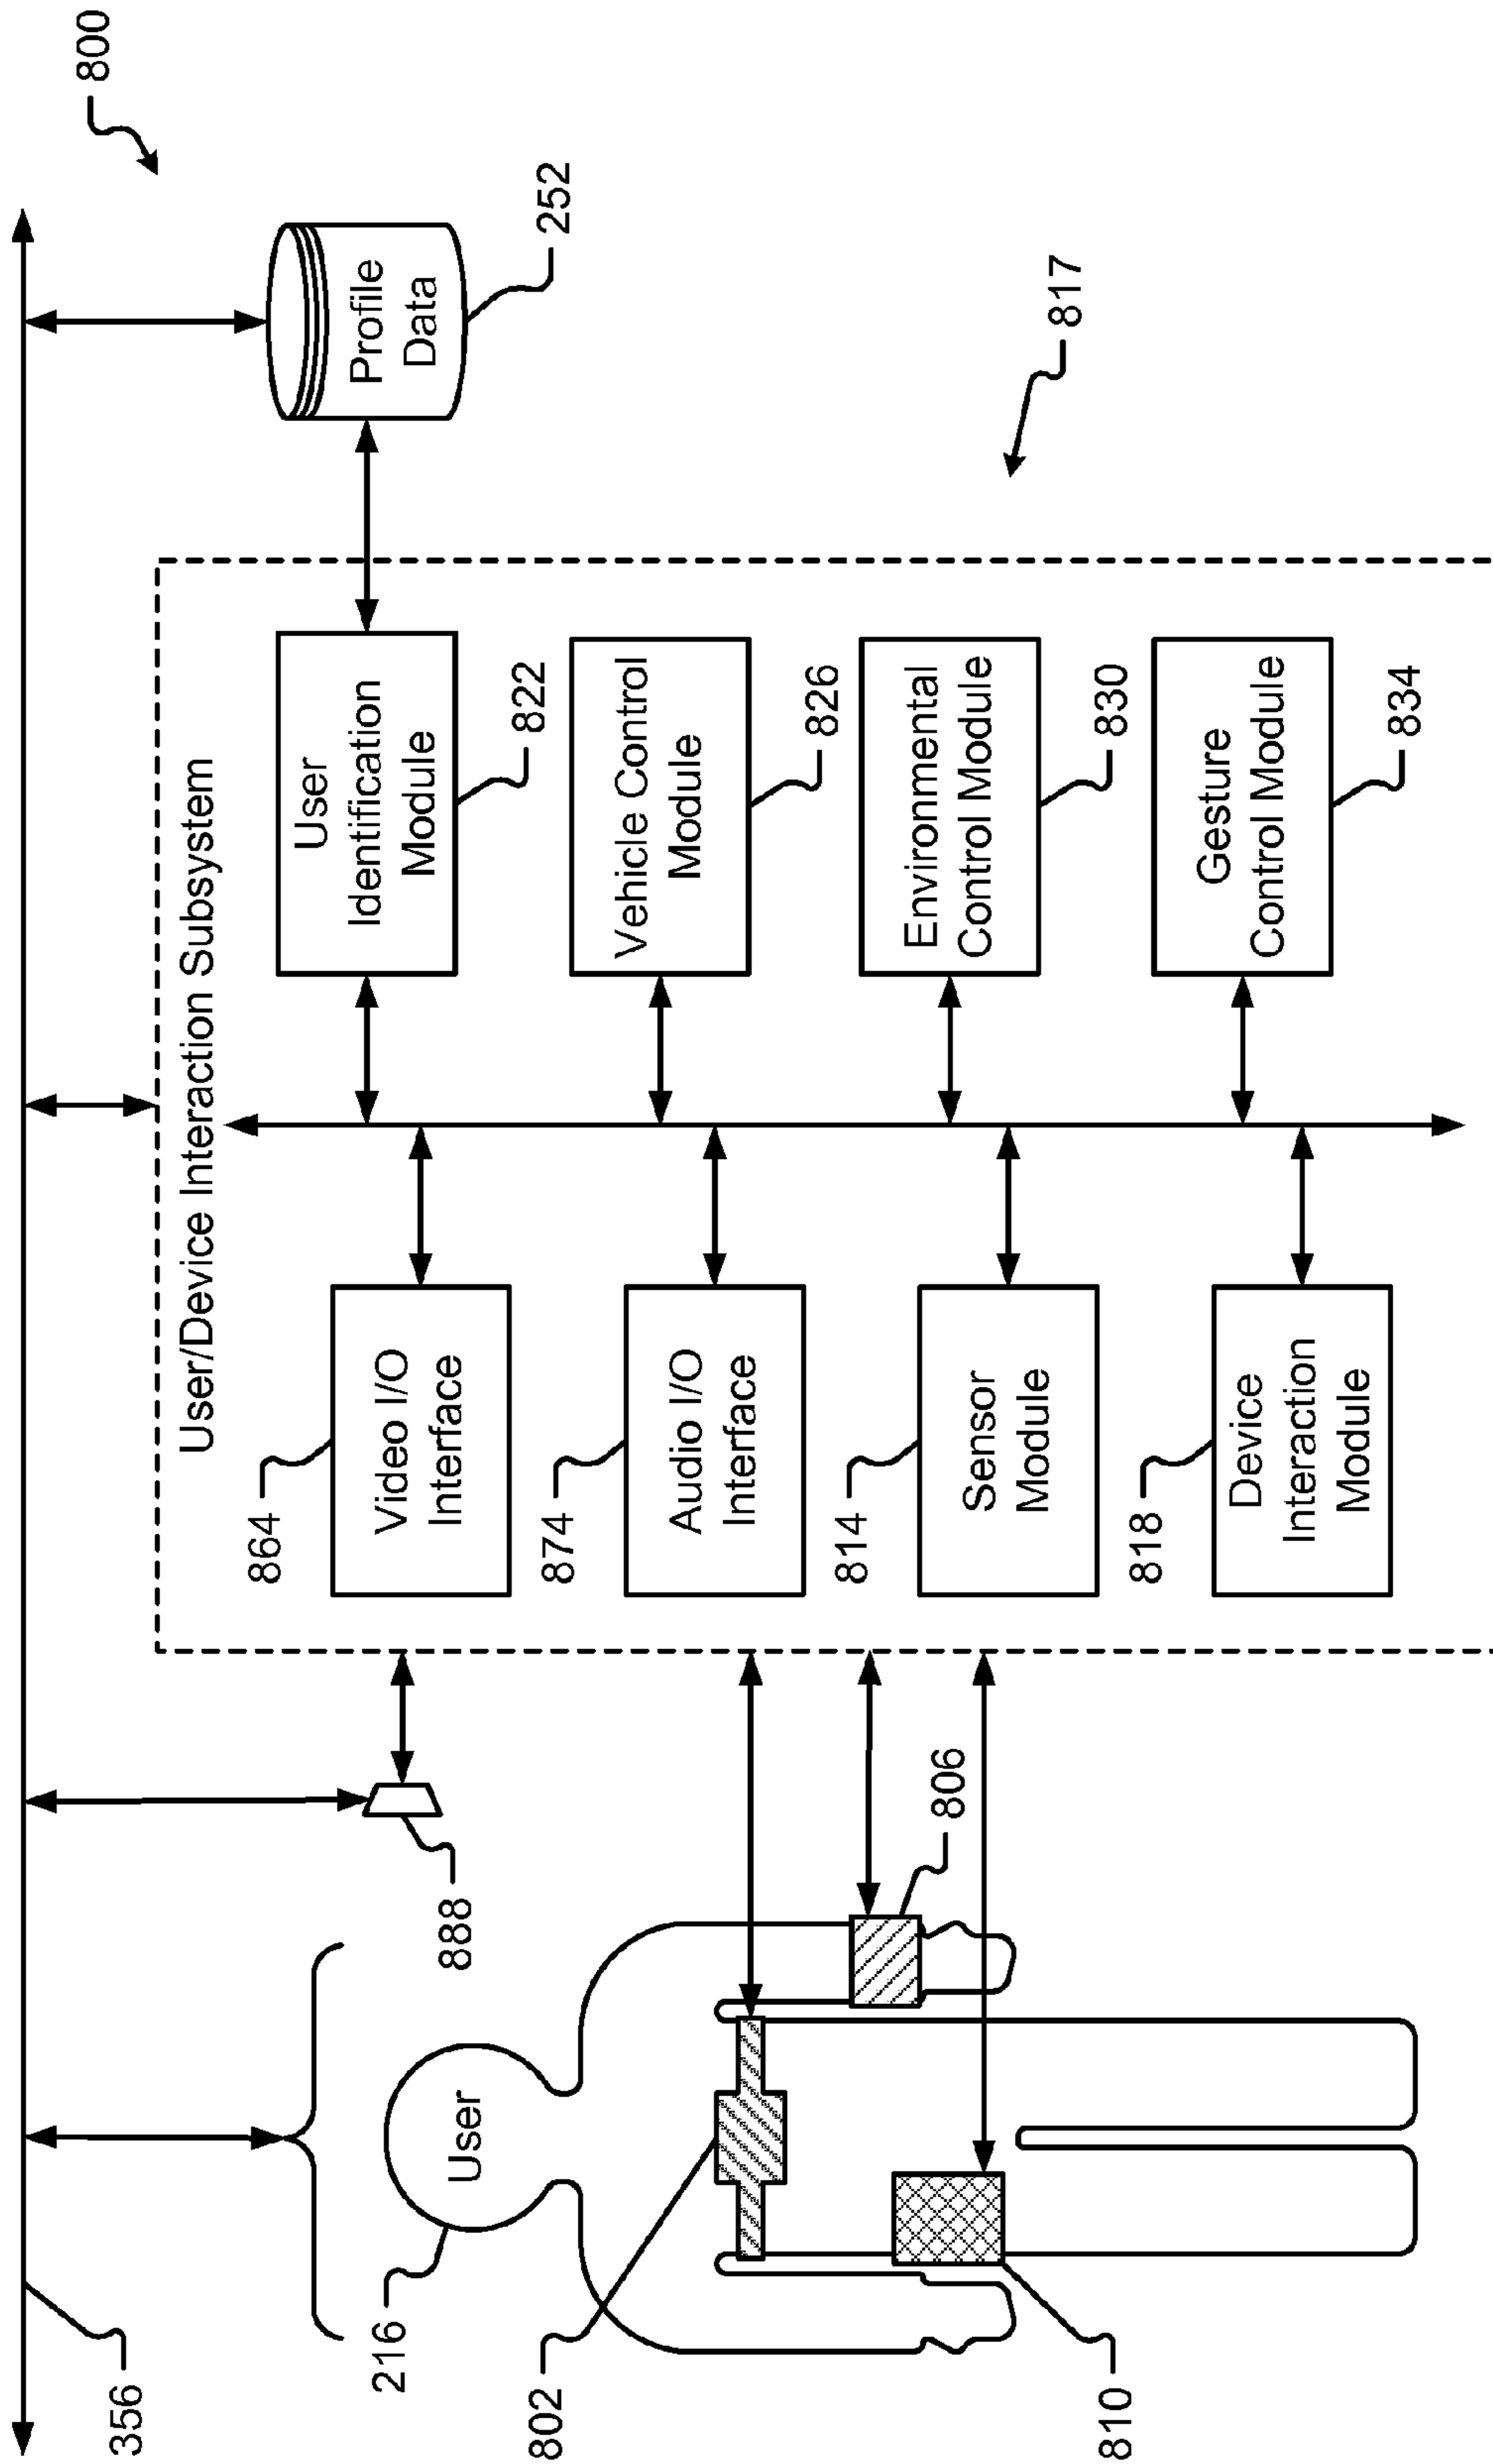 800
356
User/Device Interaction Subsystem
Profile
Data
252
817
216
User
888
802
806
810
864
Video I/O
Interface
User
Identification
Module
822
874
Audio I/O
Interface
Vehicle Control
Module
826
814
Sensor
Module
Environmental
Control Module
830
818
Device
Interaction
Module
Gesture
Control Module
834